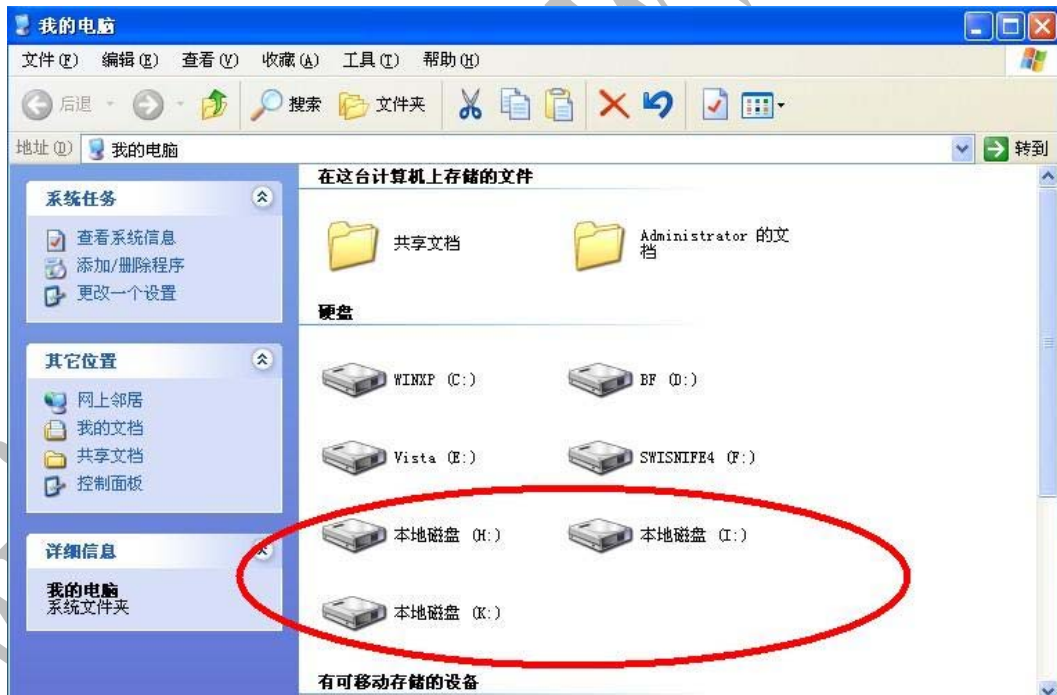 我的电脑
文件(F) 编辑(E) 查看(V) 收藏(A) 工具(T) 帮助(H)
后退 搜索 文件夹
地址(D) 我的电脑 转到
系统任务
查看系统信息
添加/删除程序
更改一个设置
其它位置
网上邻居
我的文档
共享文档
控制面板
详细信息
我的电脑
系统文件夹
在这台计算机上存储的文件
共享文档
Administrator 的文
档
硬盘
WINXP (C:) BF (D:)
Vista (E:) SWISNIFE4 (F:)
本地磁盘 (H:) 本地磁盘 (I:)
本地磁盘 (K:)
有可移动存储的设备